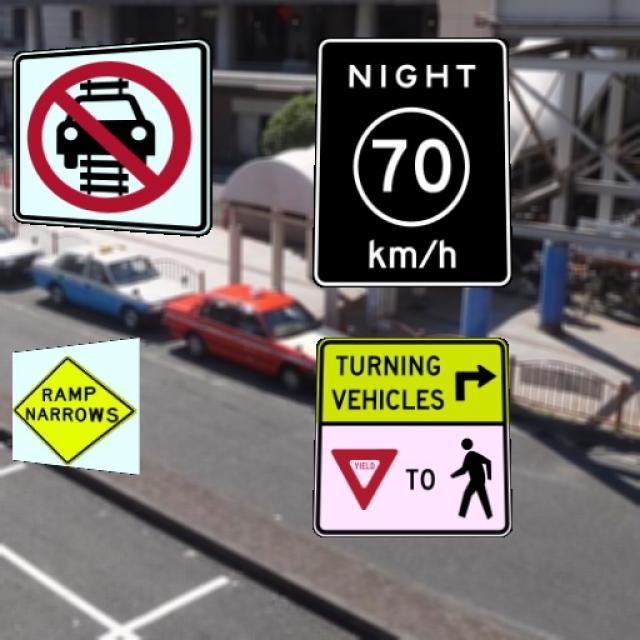 NIGHT
70
km/h
RAMP
NARROWS
TURNING
VEHICLES
YIELD
TO